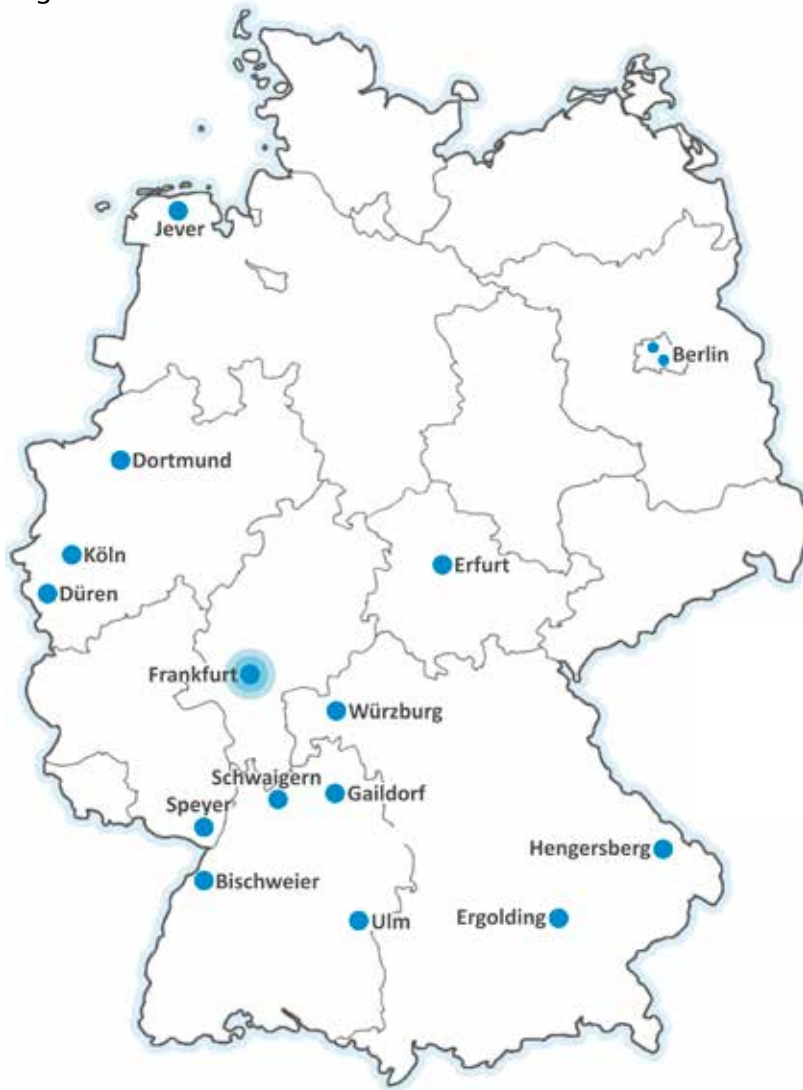 Jever
Berlin
Dortmund
Köln
Erfurt
Düren
Frankfurt
Würzburg
Schwaigern
Gaildorf
Speyer
Hengersberg
Bischweier
Ergolding
Ulm